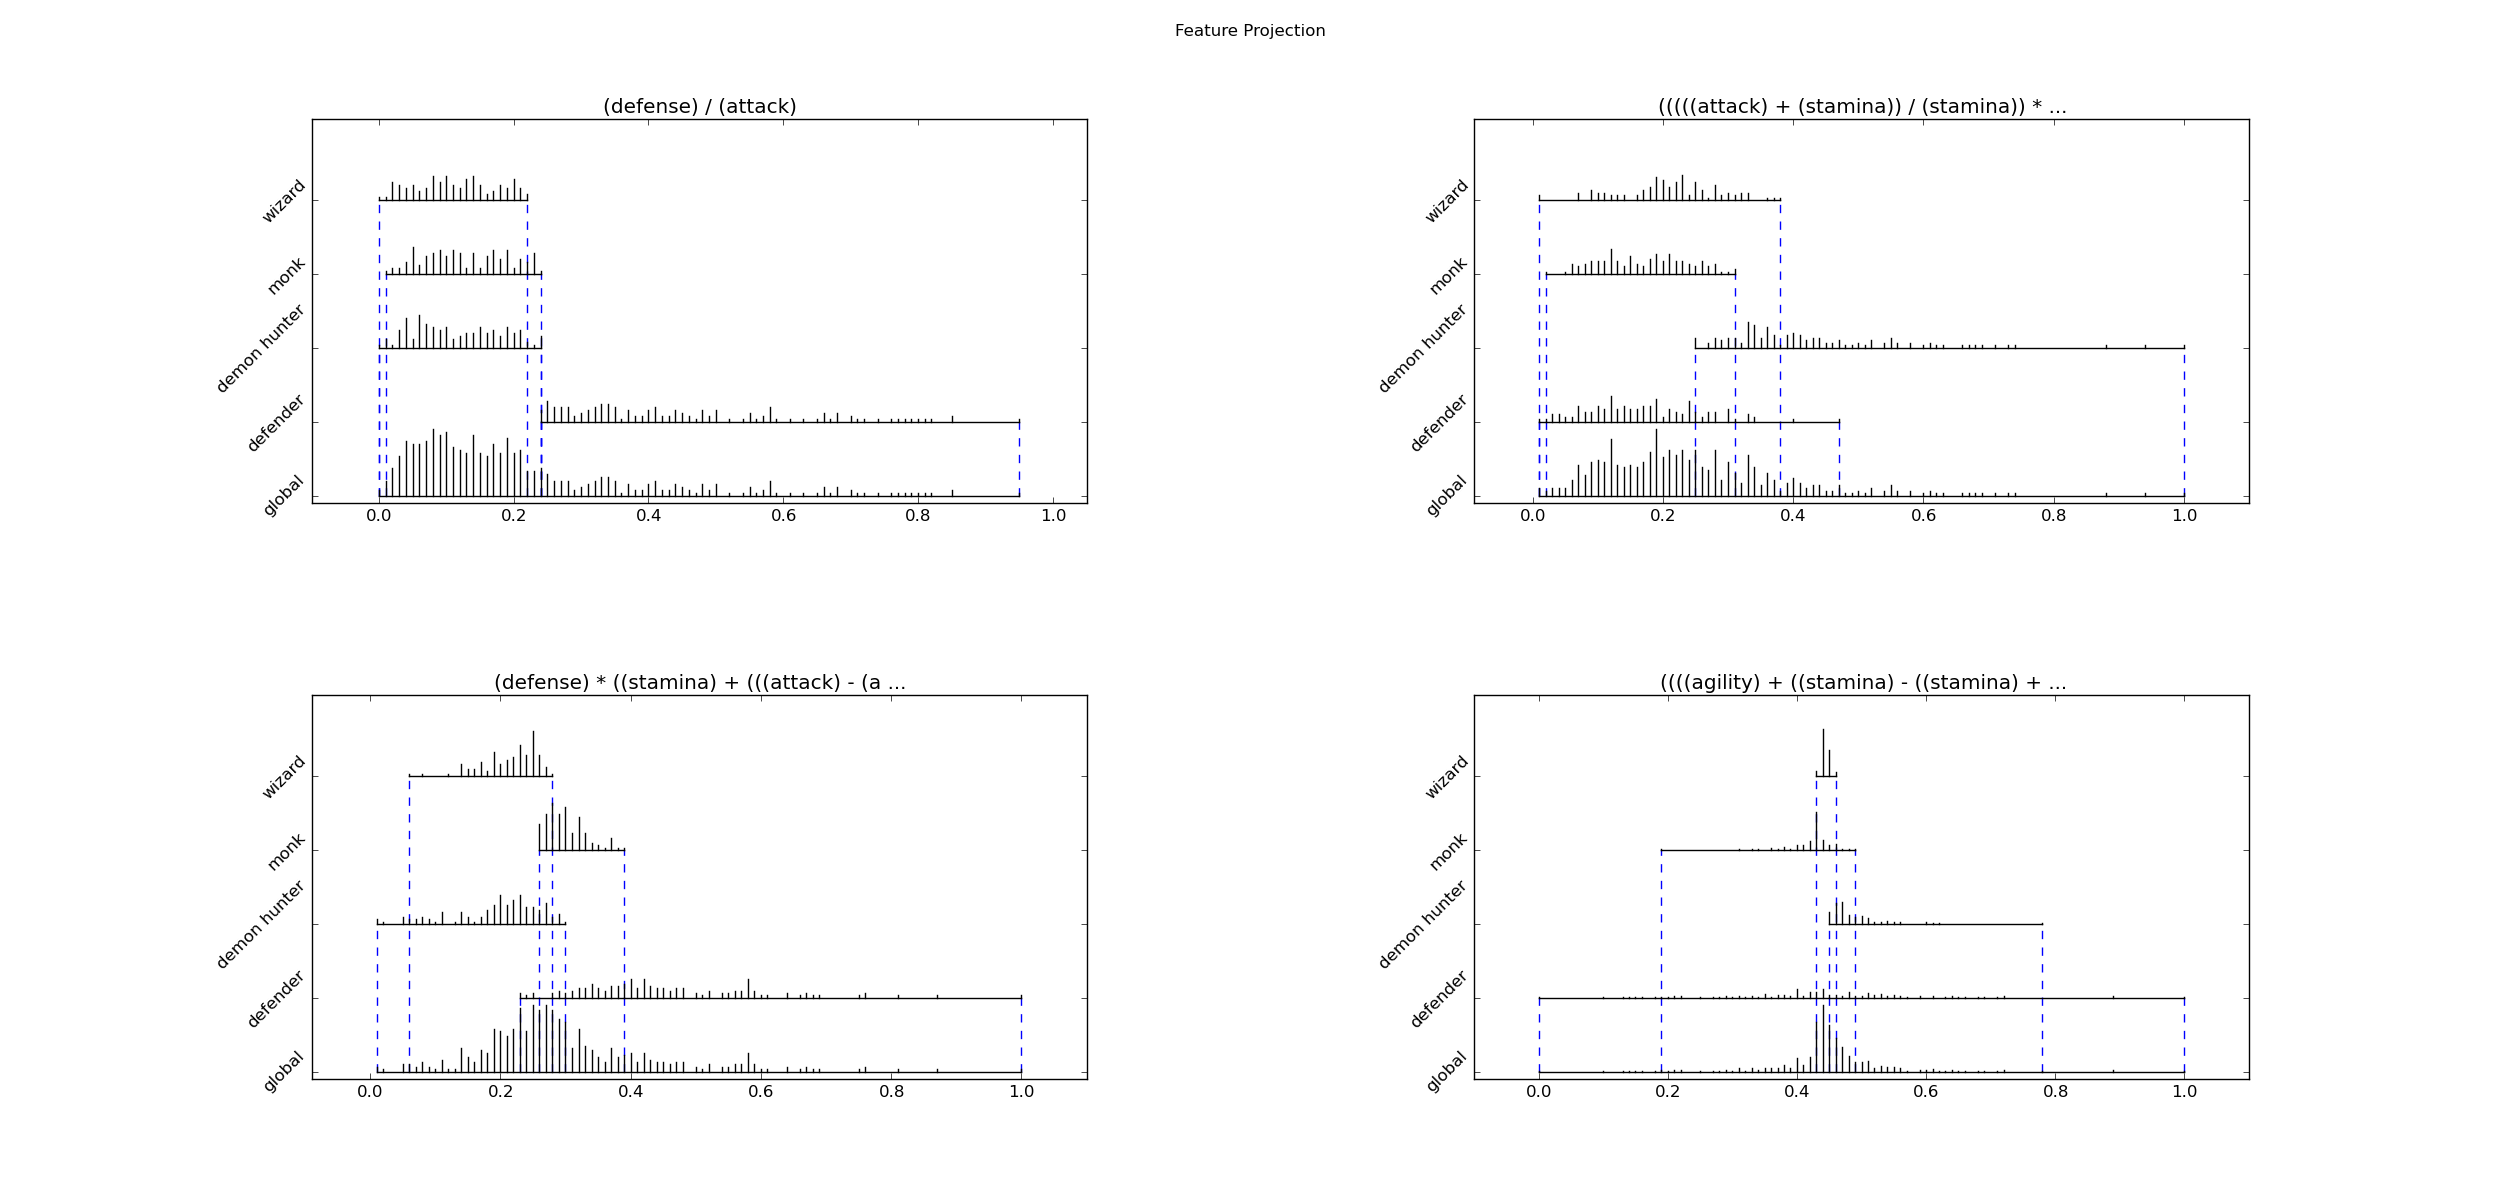 Feature Projection
(defense) / (attack)
wizard
monk
demon hunter
defender
global
0.0 0.2 0.4 0.6 0.8 1.0
(((((attack) + (stamina)) / (stamina)) * ...
wizard
monk
demon hunter
defender
global
0.0 0.2 0.4 0.6 0.8 1.0
(defense) * ((stamina) + (((attack) - (a ...
wizard
monk
demon hunter
defender
global
0.0 0.2 0.4 0.6 0.8 1.0
((((agility) + ((stamina) - ((stamina) + ...
wizard
monk
demon hunter
defender
global
0.0 0.2 0.4 0.6 0.8 1.0